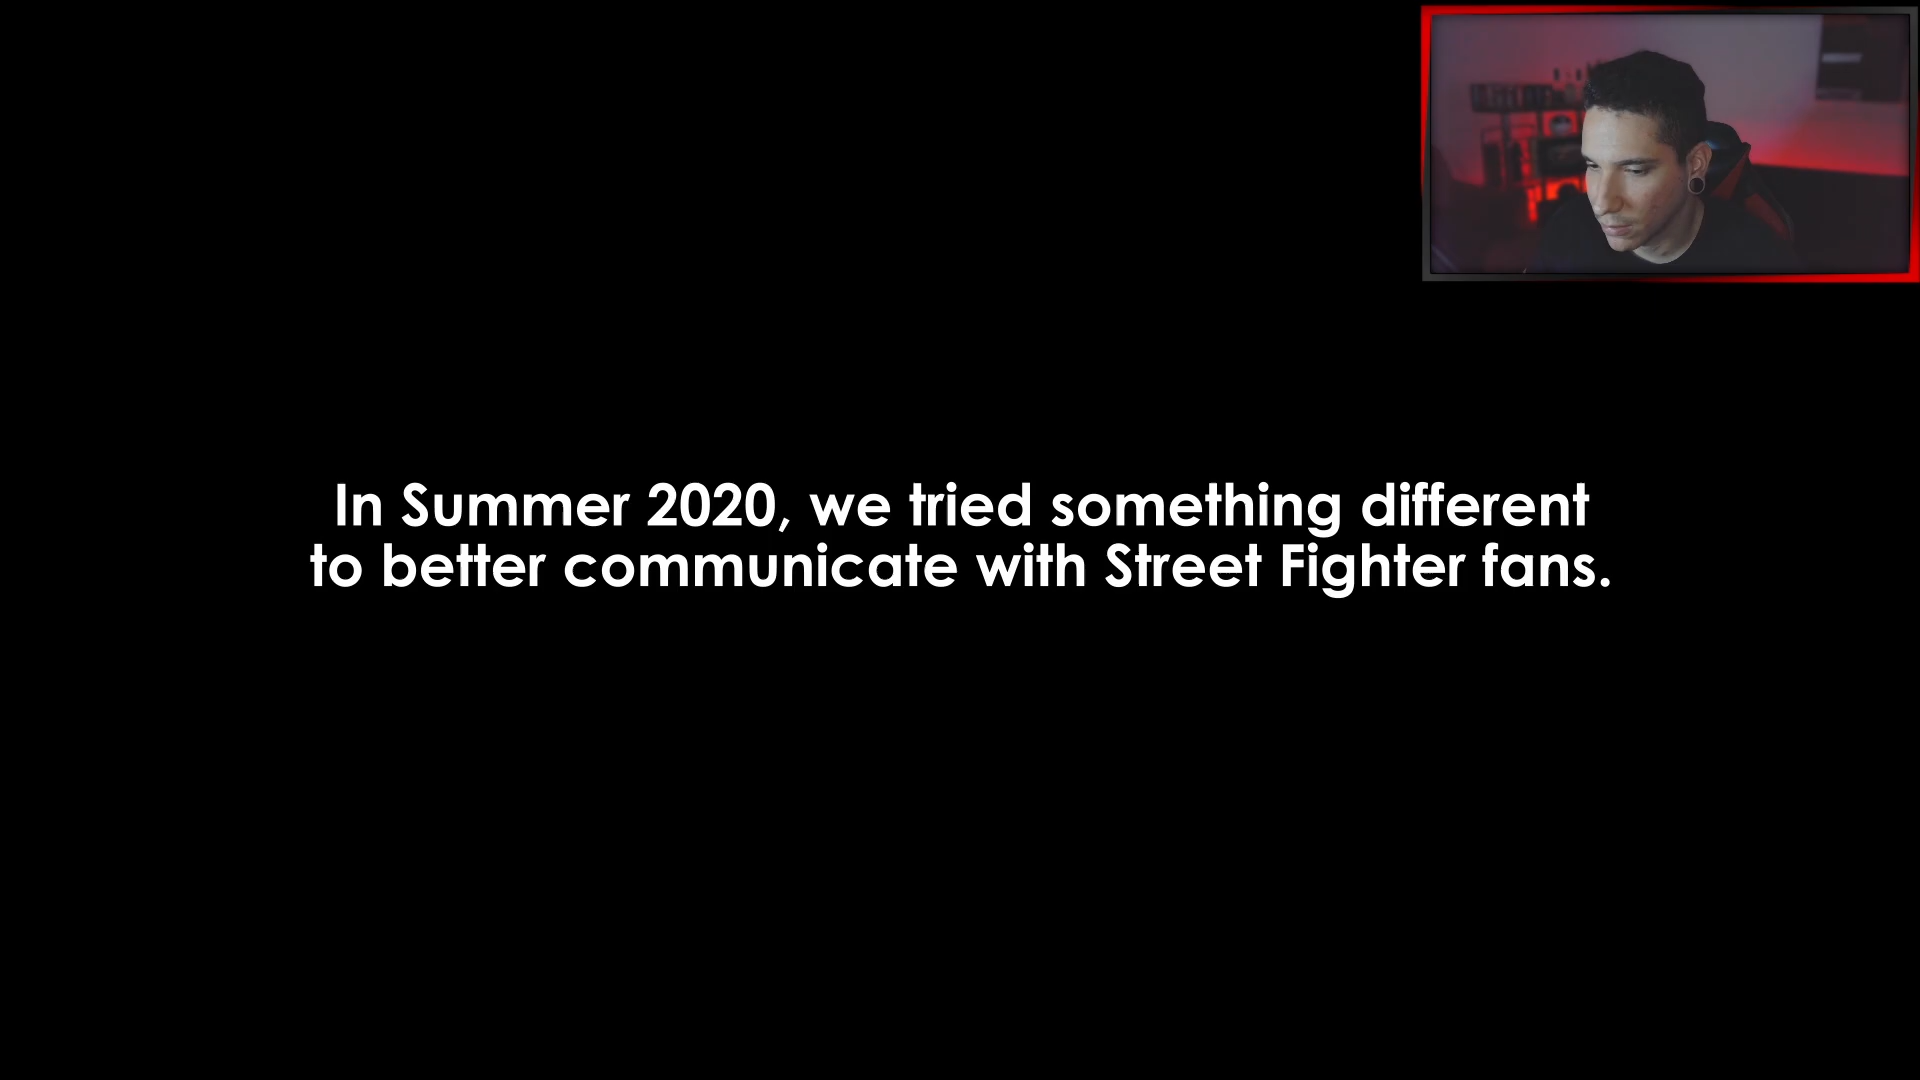 In Summer 2020, we tried something different
to better communicate with Street Fighter fans.